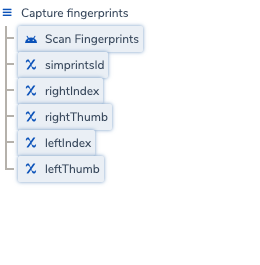 Capture fingerprints
Scan Fingerprints
simprintsId
rightIndex
rightThumb
leftIndex
leftThumb